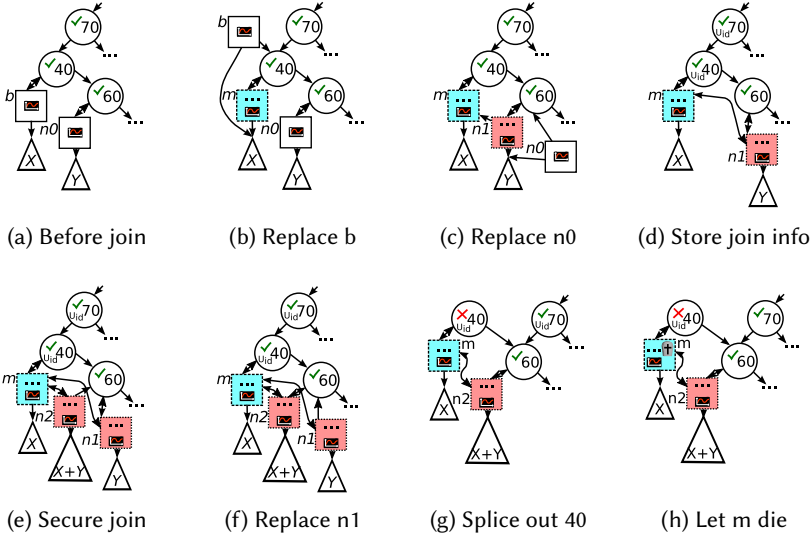 70
40
...
b
60
n0
...
X
Y
(a) Before join
b
70
40
...
m
...
60
n0
...
X
Y
(b) Replace b
70
40
...
m
...
60
n1
...
...
n0
X
Y
(c) Replace n0
Uid 70
Uid 40
...
m
...
60
...
n1
...
X
Y
(d) Store join info
Uid 70
Uid 40
...
m
...
60
n2
...
n1
...
...
X
X+Y
Y
(e) Secure join
Uid 70
Uid 40
...
m
...
60
n2
...
n1
...
...
X
X+Y
Y
(f) Replace n1
Uid 40
Uid 70
m
...
60
...
n2
...
...
X
X+Y
(g) Splice out 40
Uid 40
70
m
...
†
60
...
n2
...
...
X
X+Y
(h) Let m die